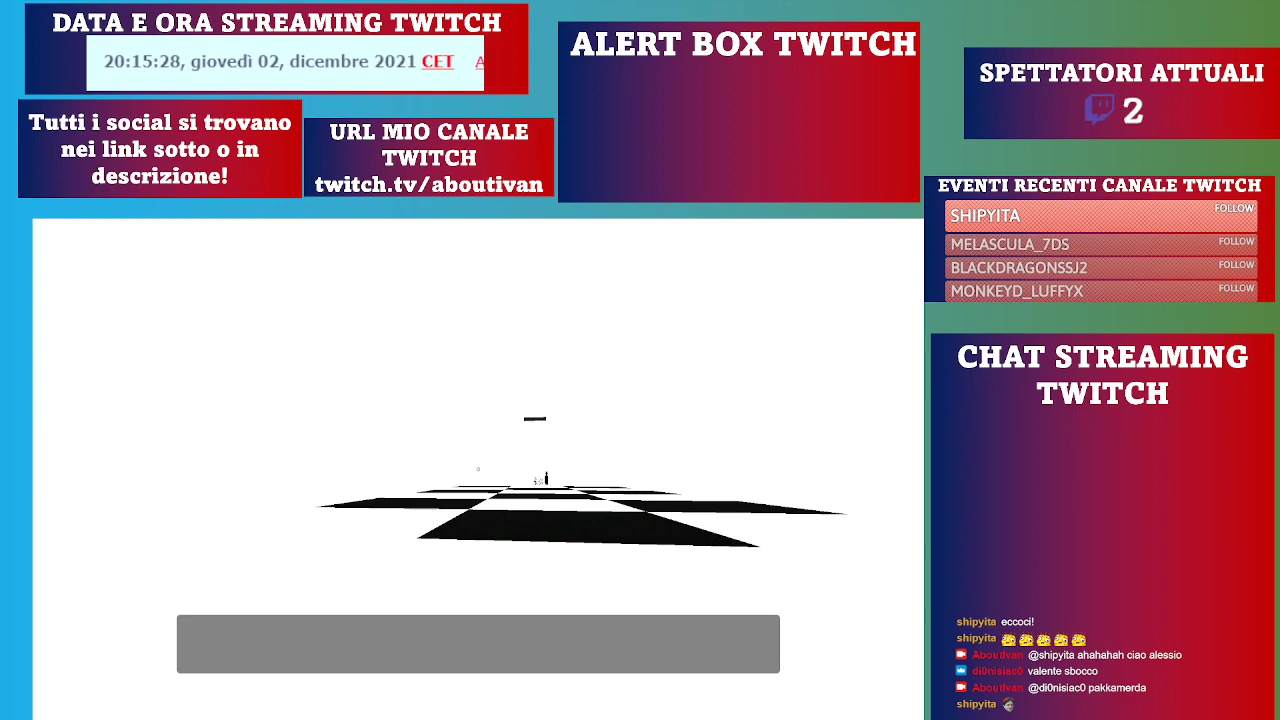 DATA E ORA STREAMING TWITCH
20:15:28, giovedì 02, dicembre 2021 CET A
Tutti i social si trovano
nei link sotto o in
descrizione!
URL MIO CANALE
TWITCH
twitch.tv/aboutivan
ALERT BOX TWITCH
SPETTATORI ATTUALI
2
EVENTI RECENTI CANALE TWITCH
SHIPYITA FOLLOW
MELASCULA_7DS FOLLOW
BLACKDRAGONSSJ2 FOLLOW
MONKEYD_LUFFYX FOLLOW
CHAT STREAMING
TWITCH
shipyita eccoci!
shipyita
AboutIvan @shipyita ahahahah ciao alessio
di0nisiac0 valente sbocco
AboutIvan @di0nisiac0 pakkamerda
shipyita